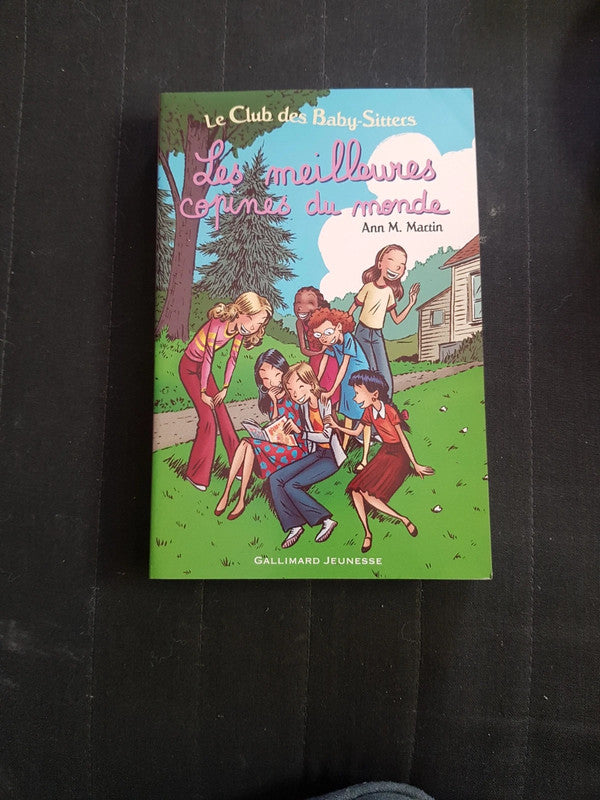 Le Club des Baby-Sitters
Les meilleures
copines du monde
Ann M. Martin
GALLIMARD JEUNESSE